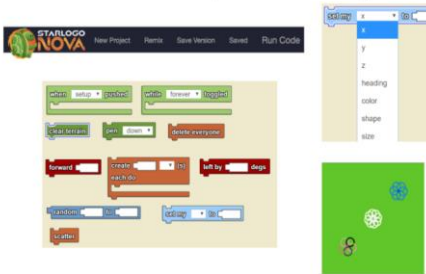 STARLOGO NOVA New Project Remix Save Version Saved Run Code
when setup pushed while forever toggled
clear terrain pen down delete everyone
forward create (s) each do left by degs
random to set my to
scatter
set my x to
x
y
z
heading
color
shape
size